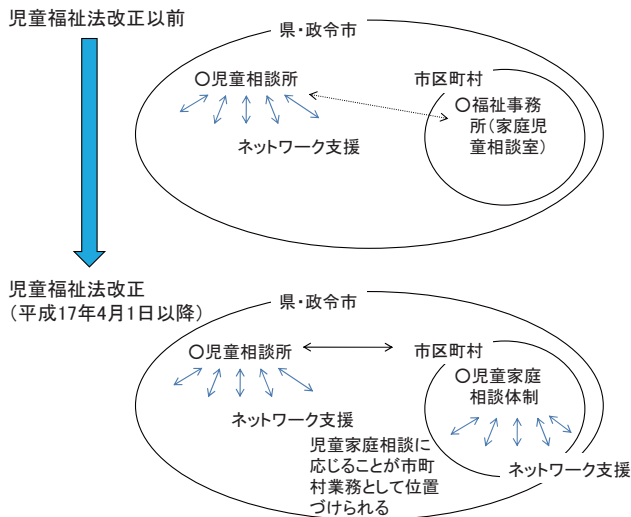 児童福祉法改正以前
県・政令市
○児童相談所
市区町村
○福祉事務
所（家庭児
童相談室）
ネットワーク支援
児童福祉法改正
（平成17年4月1日以降）
県・政令市
○児童相談所
市区町村
○児童家庭
相談体制
ネットワーク支援
児童家庭相談に
応じることが市町
村業務として位置
づけられる
ネットワーク支援